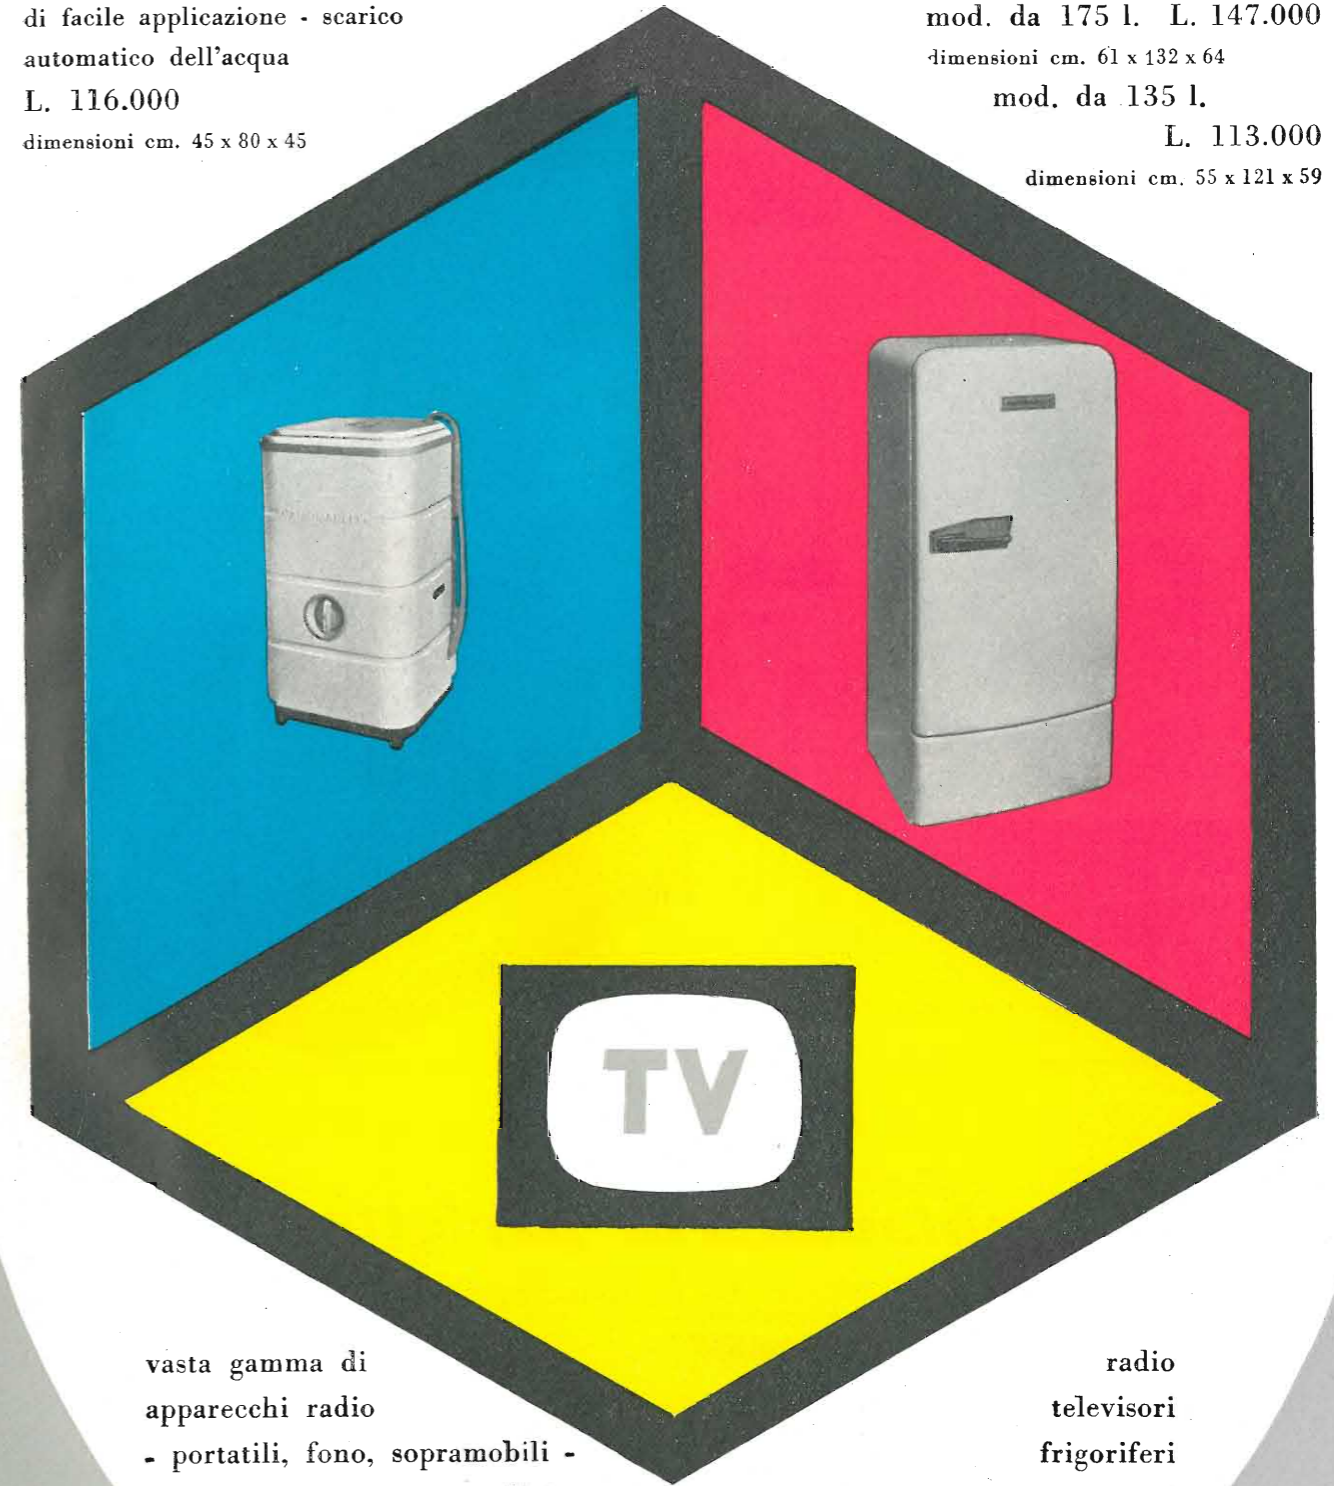 di facile applicazione - scarico
automatico dell'acqua
L. 116.000
dimensioni cm. 45 x 80 x 45
mod. da 175 l. L. 147.000
dimensioni cm. 61 x 132 x 64
mod. da 135 l.
L. 113.000
dimensioni cm. 55 x 121 x 59
TV
vasta gamma di
apparecchi radio
- portatili, fono, sopramobili -
radio
televisori
frigoriferi